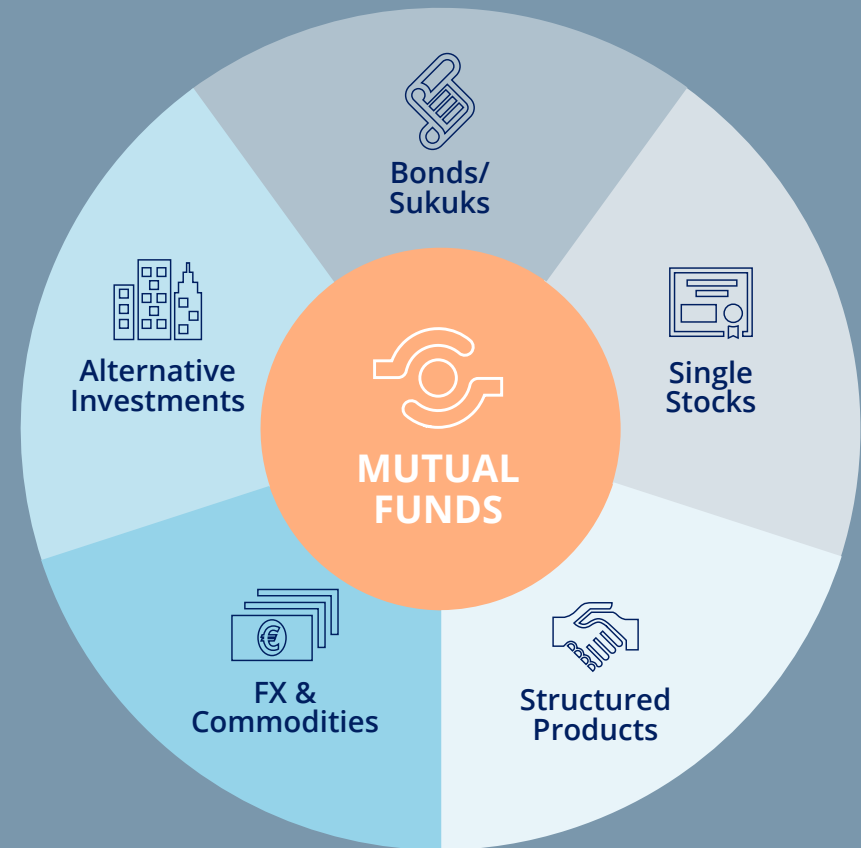 Bonds/
Sukuks
Single
Stocks
Structured
Products
FX &
Commodities
Alternative
Investments
MUTUAL
FUNDS
€